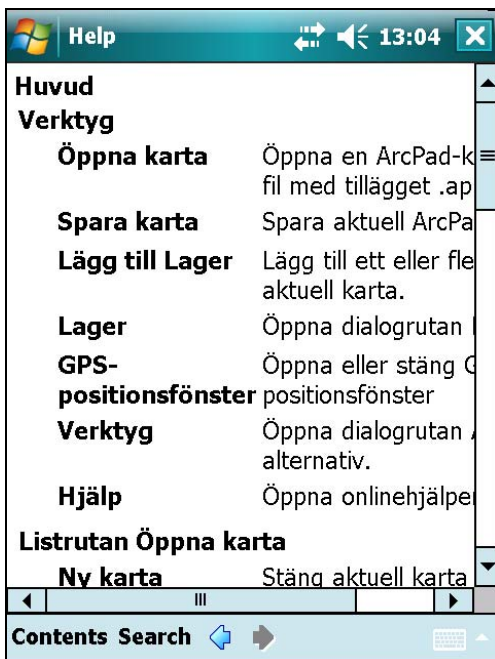 Help 13:04
Huvud
Verktyg
Öppna karta Öppna en ArcPad-k
fil med tillägget .ap
Spara karta Spara aktuell ArcPa
Lägg till Lager Lägg till ett eller fle
aktuell karta.
Lager Öppna dialogrutan
GPS- Öppna eller stäng G
positionsfönster positionsfönster
Verktyg Öppna dialogrutan
alternativ.
Hjälp Öppna onlinehjälpe
Listrutan Öppna karta
Ny karta Stäng aktuell karta
Contents Search